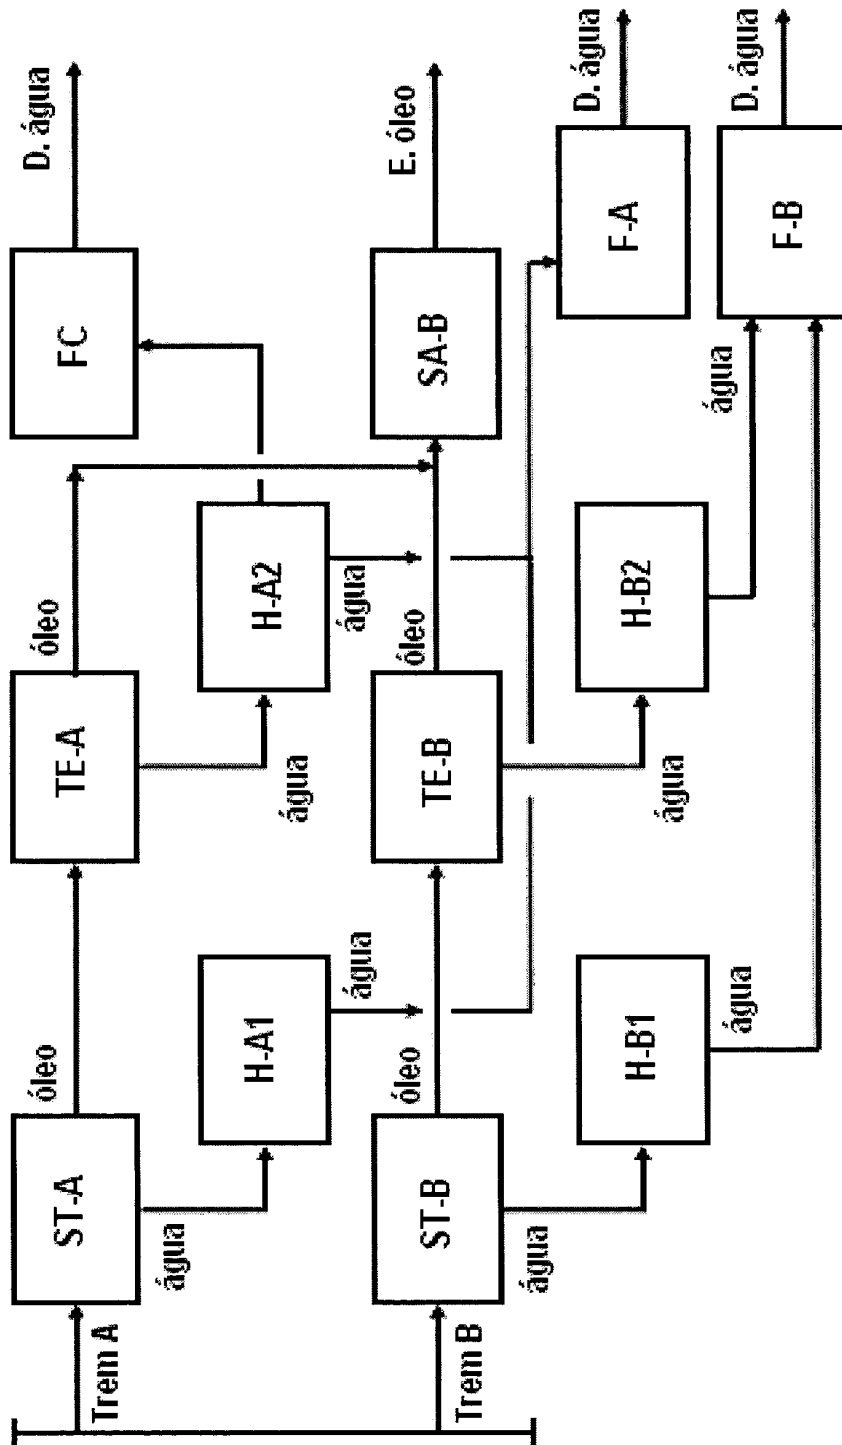 Trem A
ST-A
óleo
TE-A
óleo
FC
D. água
água
H-A1
água
água
H-A2
água
Trem B
ST-B
óleo
TE-B
óleo
SA-B
E. óleo
água
H-B1
água
água
H-B2
água
F-A
D. água
F-B
D. água